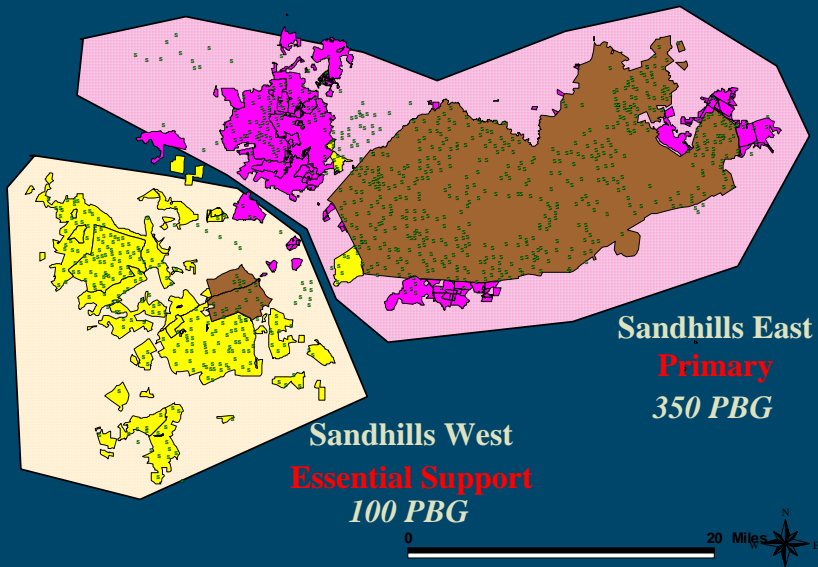 Sandhills East
Primary
350 PBG
Sandhills West
Essential Support
100 PBG
0
20 Miles
N
W
E